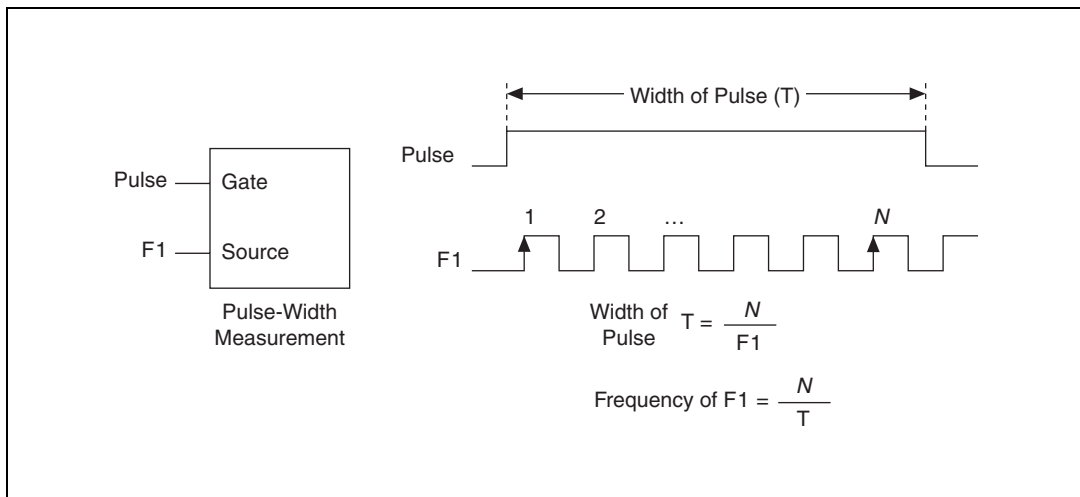 Width of Pulse (T)
Pulse
Pulse
Gate
1 2 ... N
F1
Source
F1
Pulse-Width
Measurement
Width of
Pulse
T = N
F1
Frequency of F1 = N
T